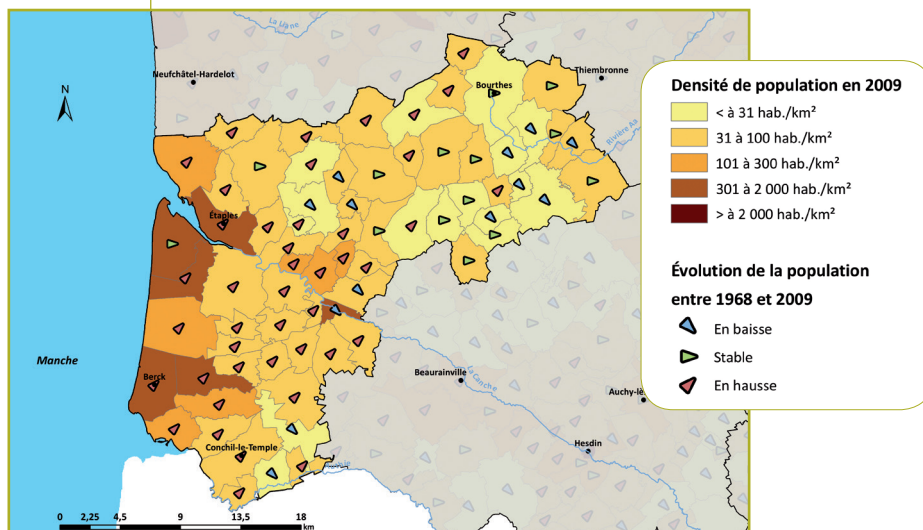 La Liane
Neufchâtel-Hardelot
Thiembronne
Bourthes
N
Rivière Aa
Étaples
Manche
Berck
Beaurainville
La Canche
Conchil-le-Temple
Hesdin
0 2,25 4,5 9 13,5 18
km
Densité de population en 2009
< à 31 hab./km²
31 à 100 hab./km²
101 à 300 hab./km²
301 à 2 000 hab./km²
> à 2 000 hab./km²
Évolution de la population
entre 1968 et 2009
En baisse
Stable
En hausse